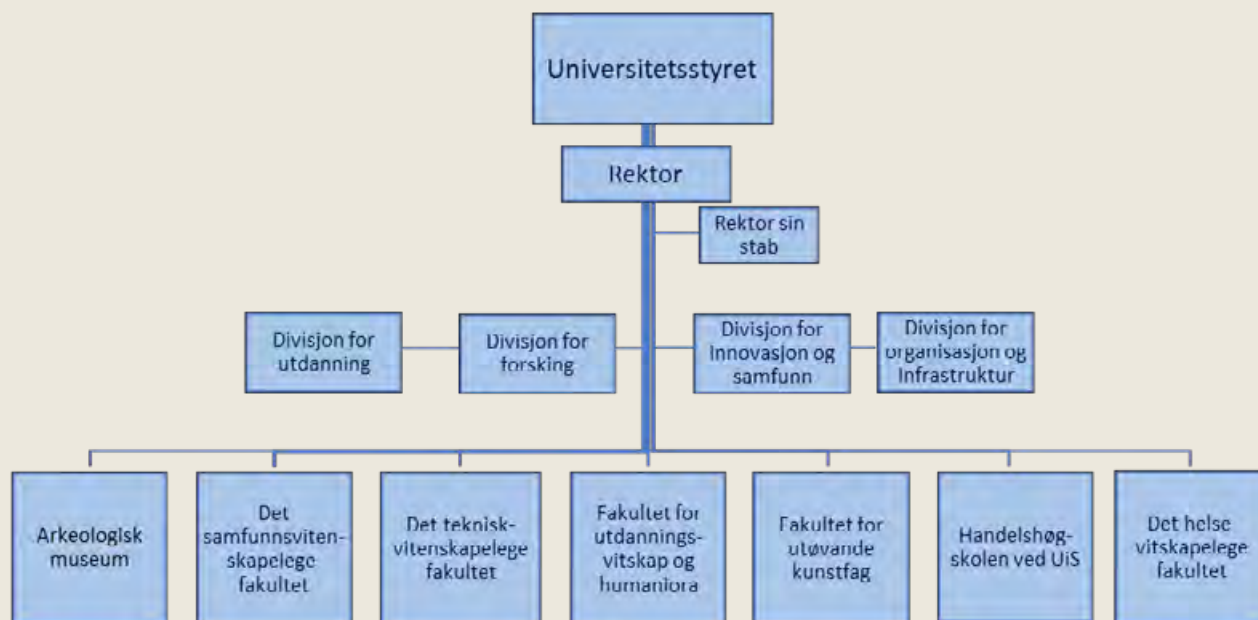 Universitetsstyret
Rektor
Rektor sin
stab
Divisjon for
utdanning
Divisjon for
forsking
Divisjon for
Innovasjon og
samfunn
Divisjon for
organisasjon og
Infrastruktur
Arkeologisk
museum
Det
samfunnsviten-
skapelege
fakultet
Det teknisk-
vitenskapelege
fakultet
Fakultet for
utdannings-
vitskap og
humaniora
Fakultet for
utøvande
kunstfag
Handelshøg-
skolen ved UiS
Det helse
vitskapelege
fakultet